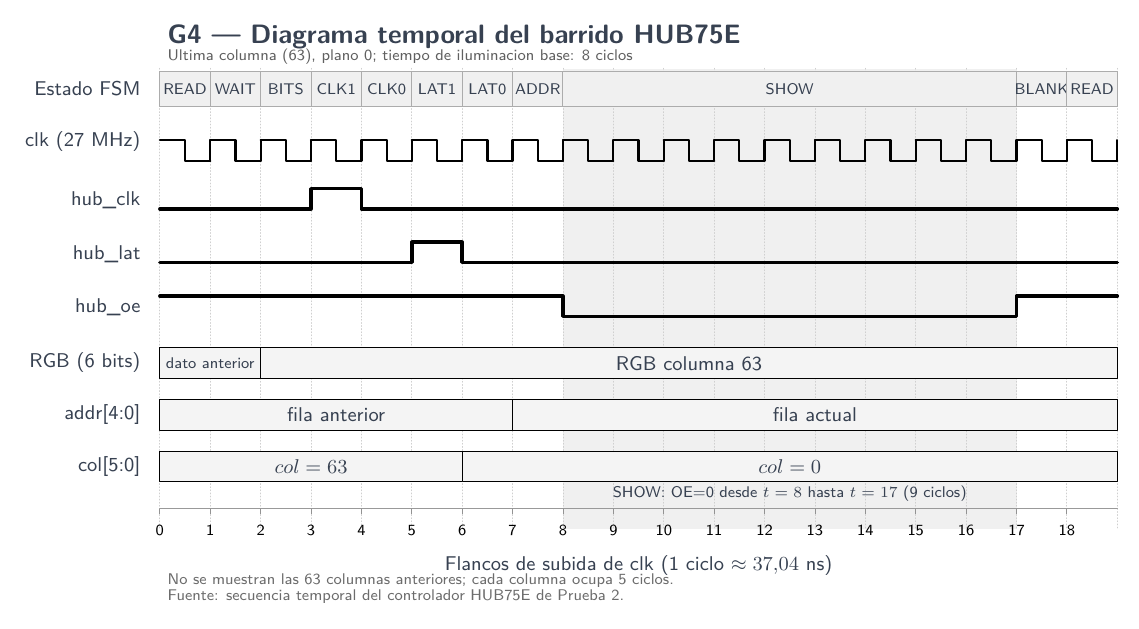 G4 — Diagrama temporal del barrido HUB75E
Ultima columna (63), plano 0; tiempo de iluminacion base: 8 ciclos
Estado FSM READ WAIT BITS CLK1 CLK0 LAT1 LAT0 ADDR SHOW BLANK READ
clk (27 MHz)
hub_clk
hub_lat
hub_oe
RGB (6 bits) dato anterior RGB columna 63
addr[4:0] fila anterior fila actual
col[5:0] col = 63 col = 0
SHOW: OE=0 desde t = 8 hasta t = 17 (9 ciclos)
0 1 2 3 4 5 6 7 8 9 10 11 12 13 14 15 16 17 18
Flancos de subida de clk (1 ciclo ≈ 37,04 ns)
No se muestran las 63 columnas anteriores; cada columna ocupa 5 ciclos.
Fuente: secuencia temporal del controlador HUB75E de Prueba 2.